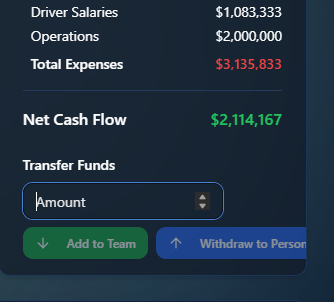 Driver Salaries $1,083,333
Operations $2,000,000
Total Expenses $3,135,833
Net Cash Flow $2,114,167
Transfer Funds
Amount
Add to Team Withdraw to Person